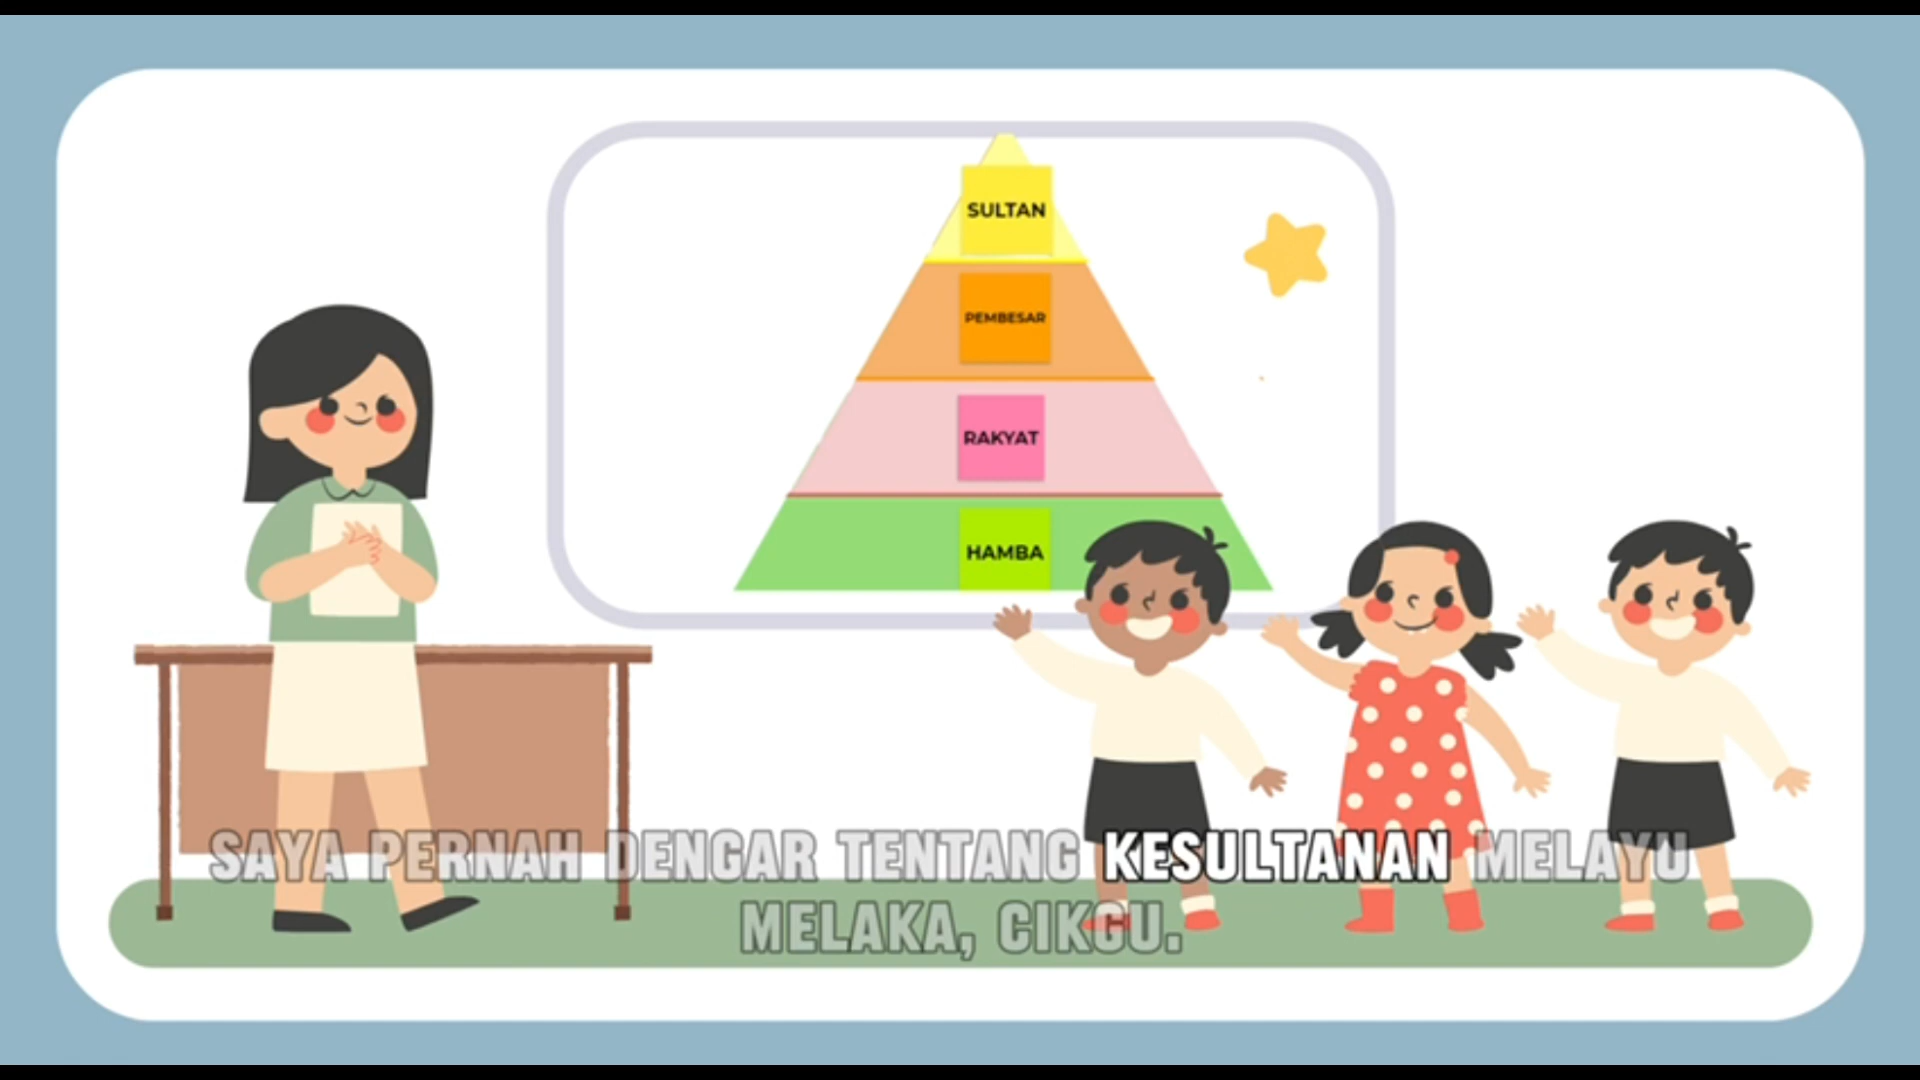 SULTAN
PEMBESAR
RAKYAT
HAMBA
SAYA PERNAH DENGAR TENTANG KESULTANAN MELAYU
MELAKA, CIKGU.